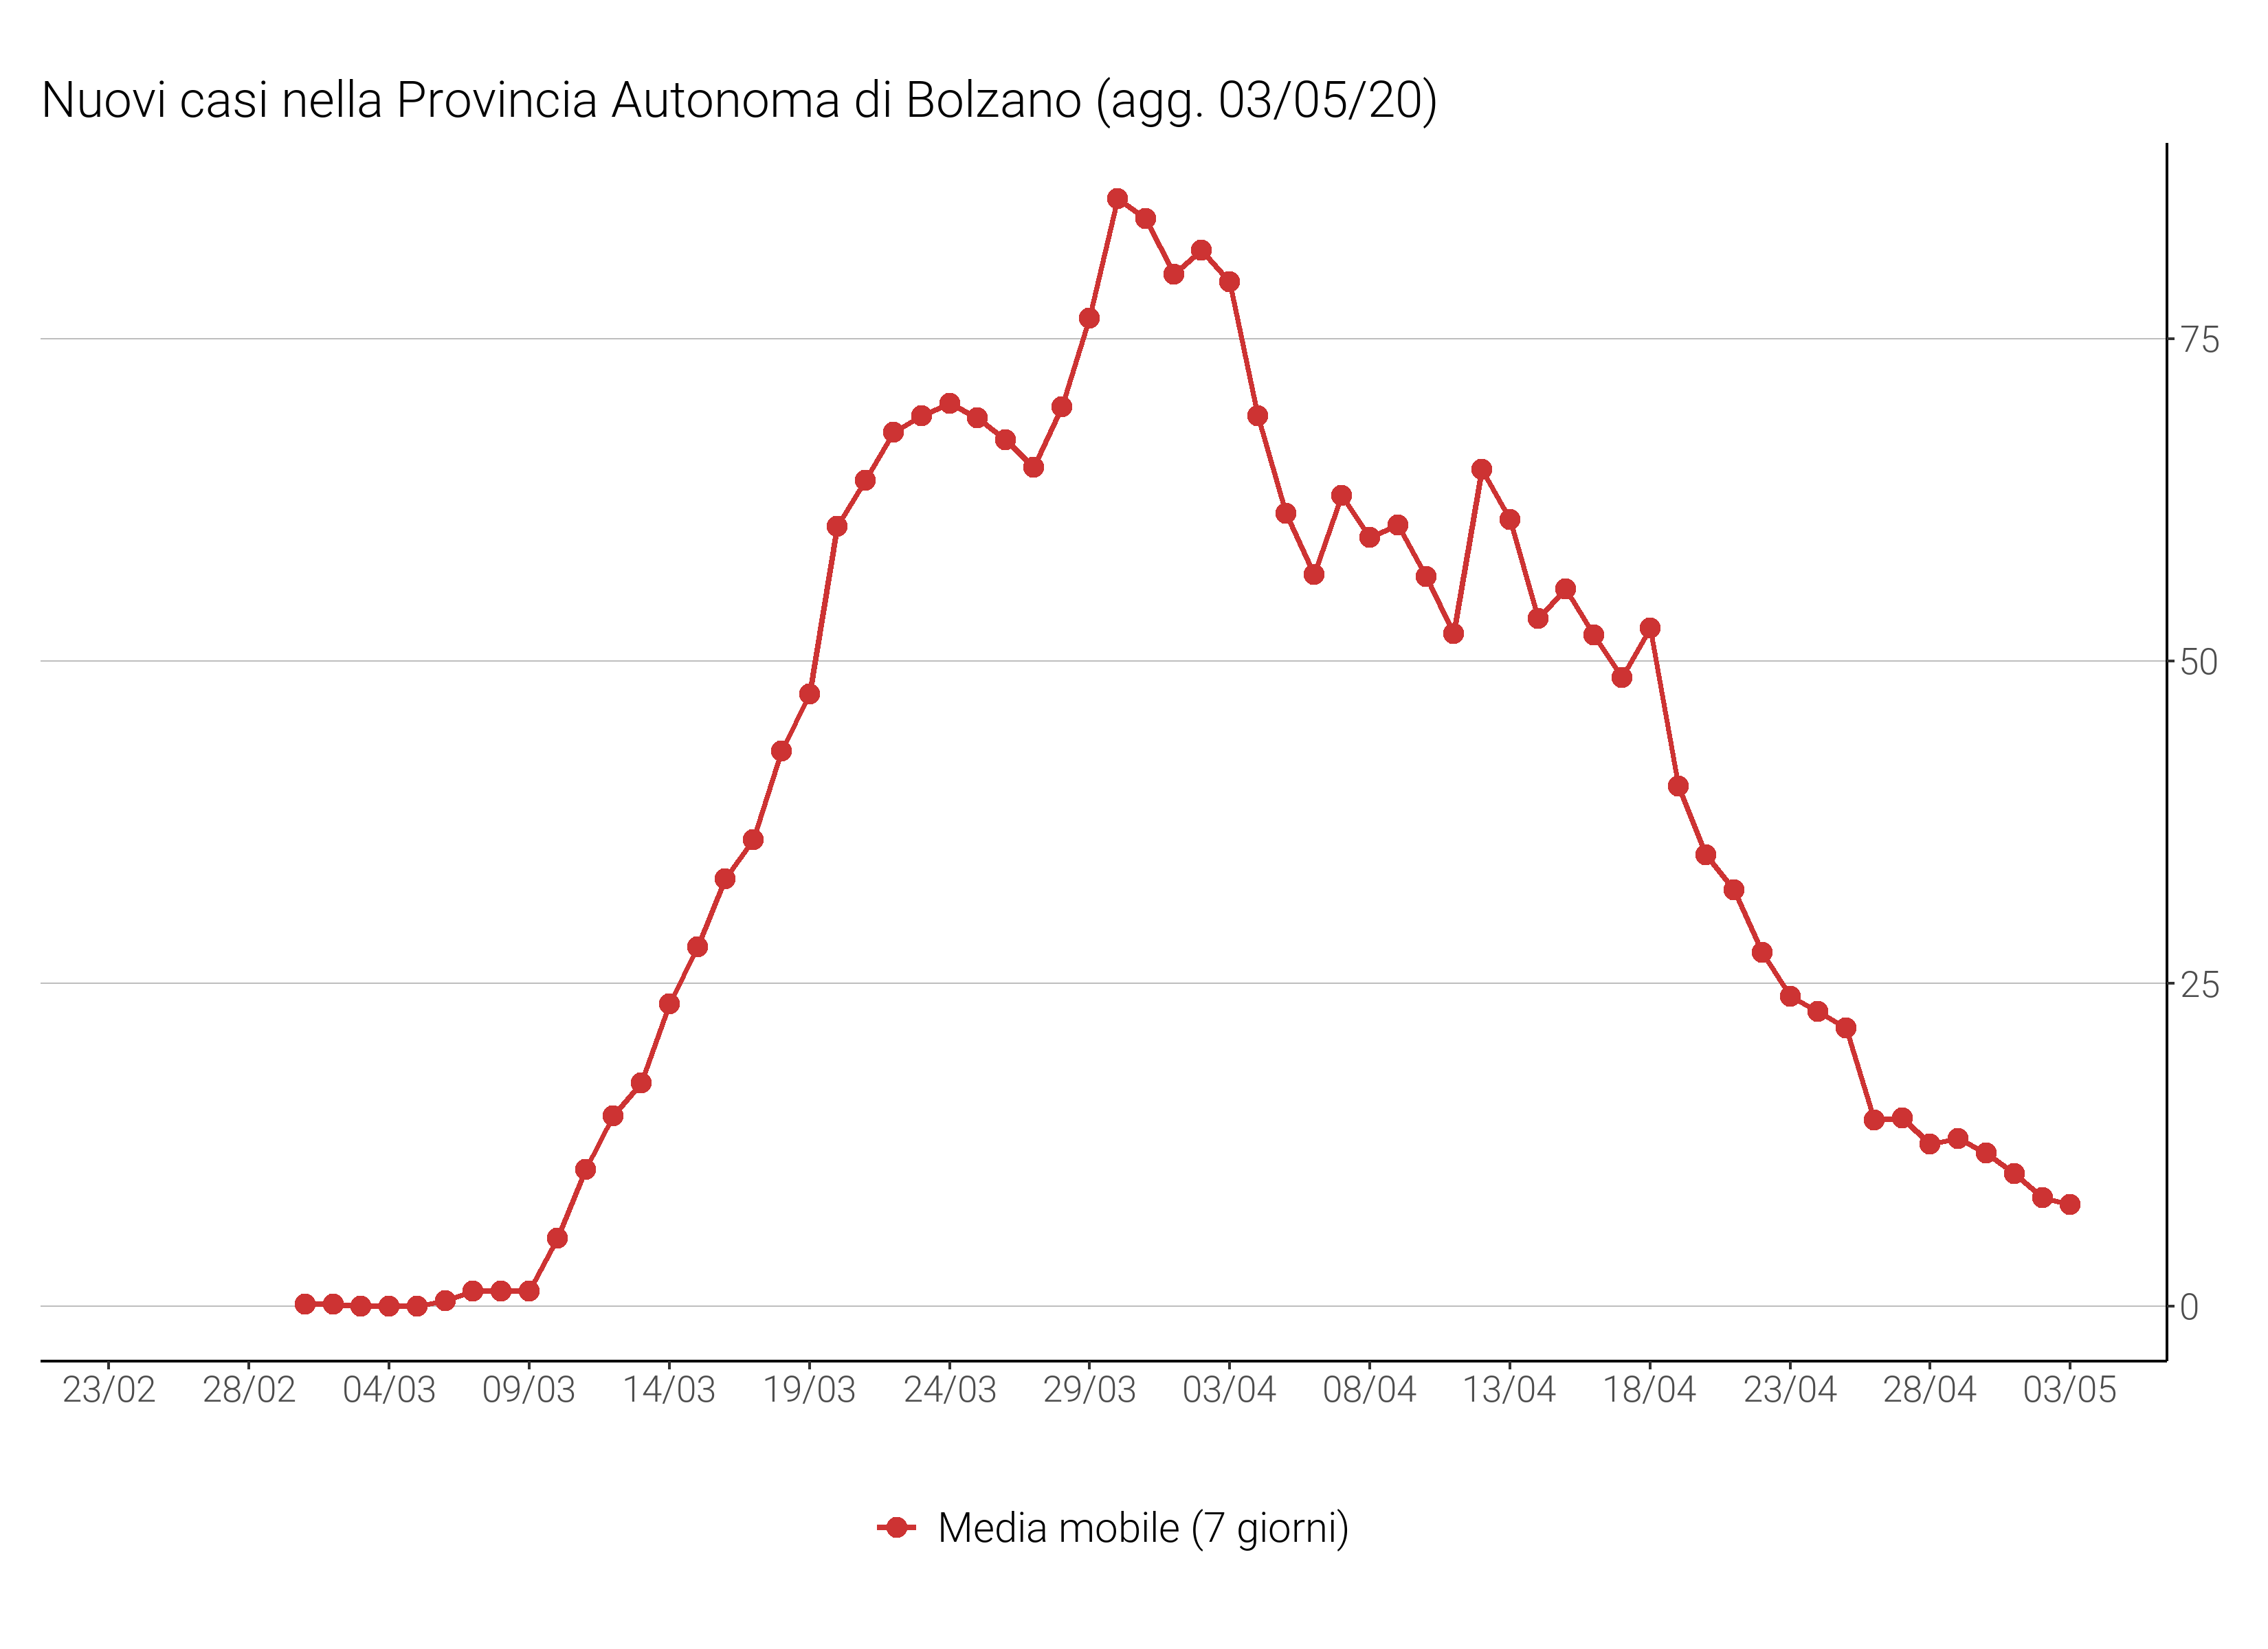 Nuovi casi nella Provincia Autonoma di Bolzano (agg. 03/05/20)
75
50
25
0
23/02 28/02 04/03 09/03 14/03 19/03 24/03 29/03 03/04 08/04 13/04 18/04 23/04 28/04 03/05
Media mobile (7 giorni)